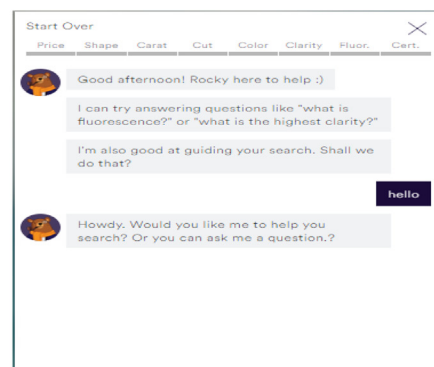 Start Over
Price Shape Carat Cut Color Clarity Fluor. Cert.
Good afternoon! Rocky here to help :)
I can try answering questions like "what is
fluorescence?" or "what is the highest clarity?"
I'm also good at guiding your search. Shall we
do that?
hello
Howdy. Would you like me to help you
search? Or you can ask me a question.?